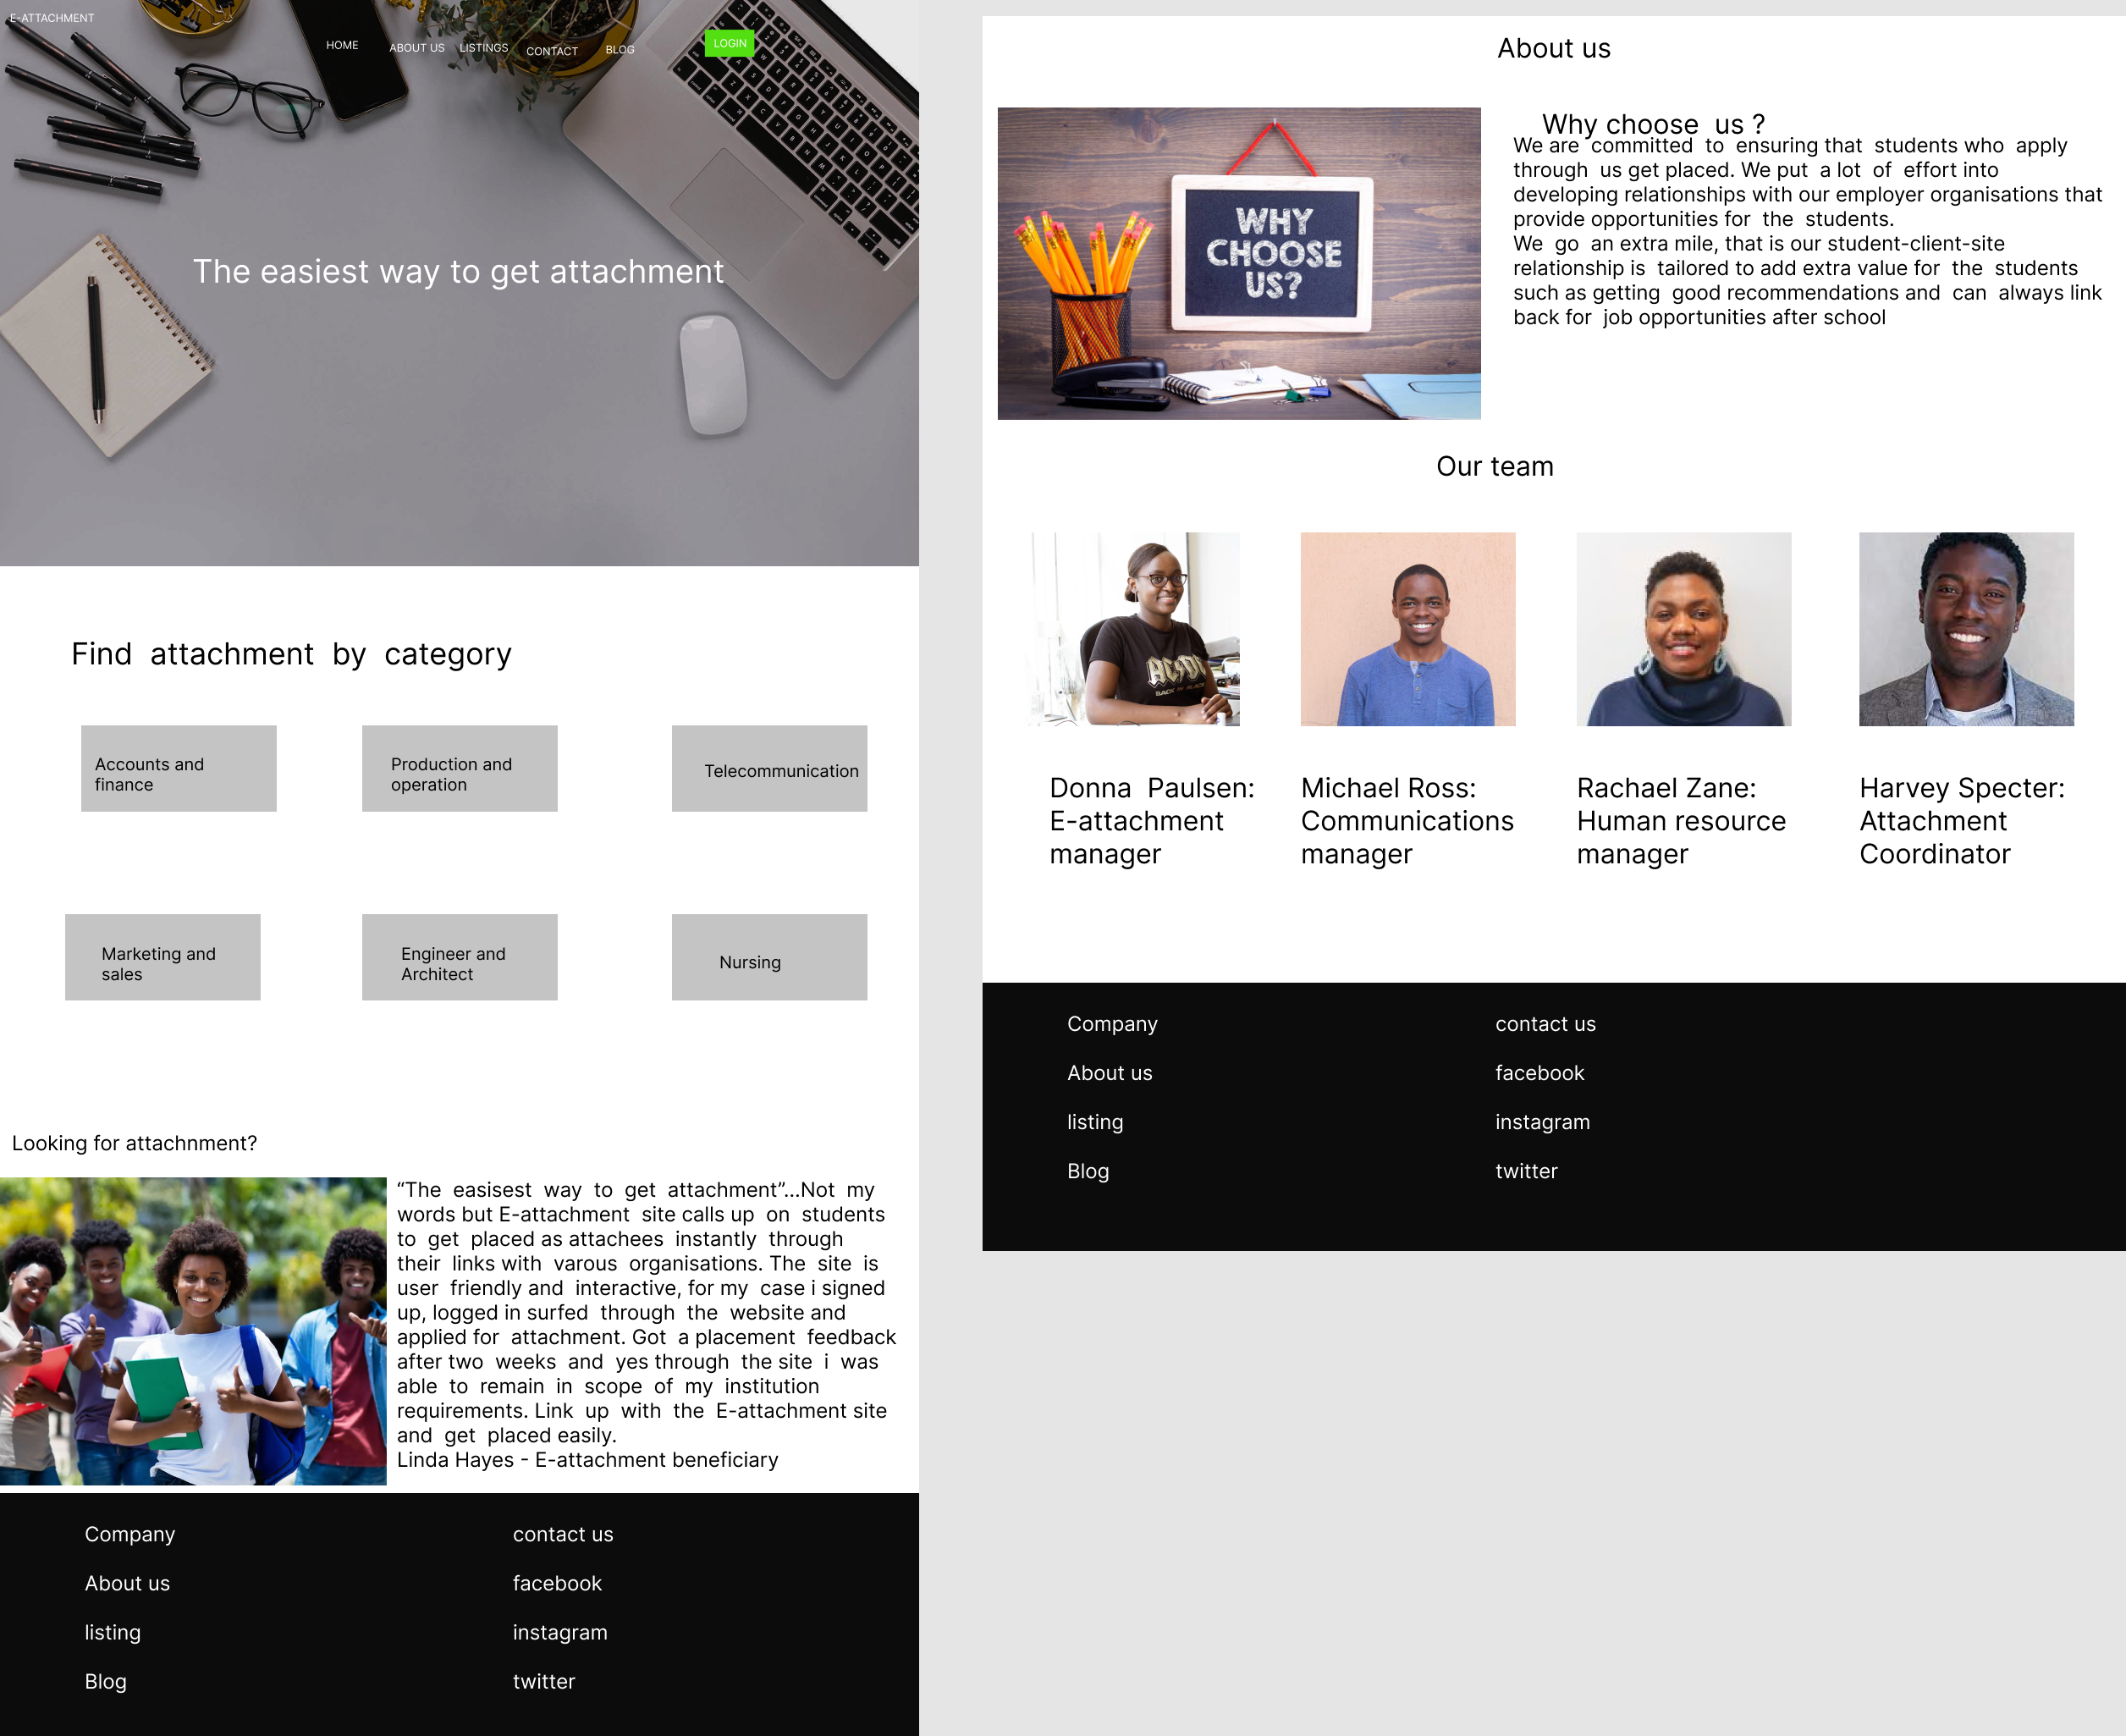 E-ATTACHMENT
HOME
ABOUT US
LISTINGS
CONTACT
BLOG
LOGIN
The easiest way to get attachment
Find attachment by category
Accounts and
finance
Production and
operation
Telecommunication
Marketing and
sales
Engineer and
Architect
Nursing
Looking for attachnment?
“The easisest way to get attachment”...Not my
words but E-attachment site calls up on students
to get placed as attachees instantly through
their links with varous organisations. The site is
user friendly and interactive, for my case i signed
up, logged in surfed through the website and
applied for attachment. Got a placement feedback
after two weeks and yes through the site i was
able to remain in scope of my institution
requirements. Link up with the E-attachment site
and get placed easily.
Linda Hayes - E-attachment beneficiary
Company
About us
listing
Blog
contact us
facebook
instagram
twitter
About us
WHY
CHOOSE
US?
Why choose us ?
We are committed to ensuring that students who apply
through us get placed. We put a lot of effort into
developing relationships with our employer organisations that
provide opportunities for the students.
We go an extra mile, that is our student-client-site
relationship is tailored to add extra value for the students
such as getting good recommendations and can always link
back for job opportunities after school
Our team
AC/DC
BACK IN BLACK
Donna Paulsen:
E-attachment
manager
Michael Ross:
Communications
manager
Rachael Zane:
Human resource
manager
Harvey Specter:
Attachment
Coordinator
Company
About us
listing
Blog
contact us
facebook
instagram
twitter